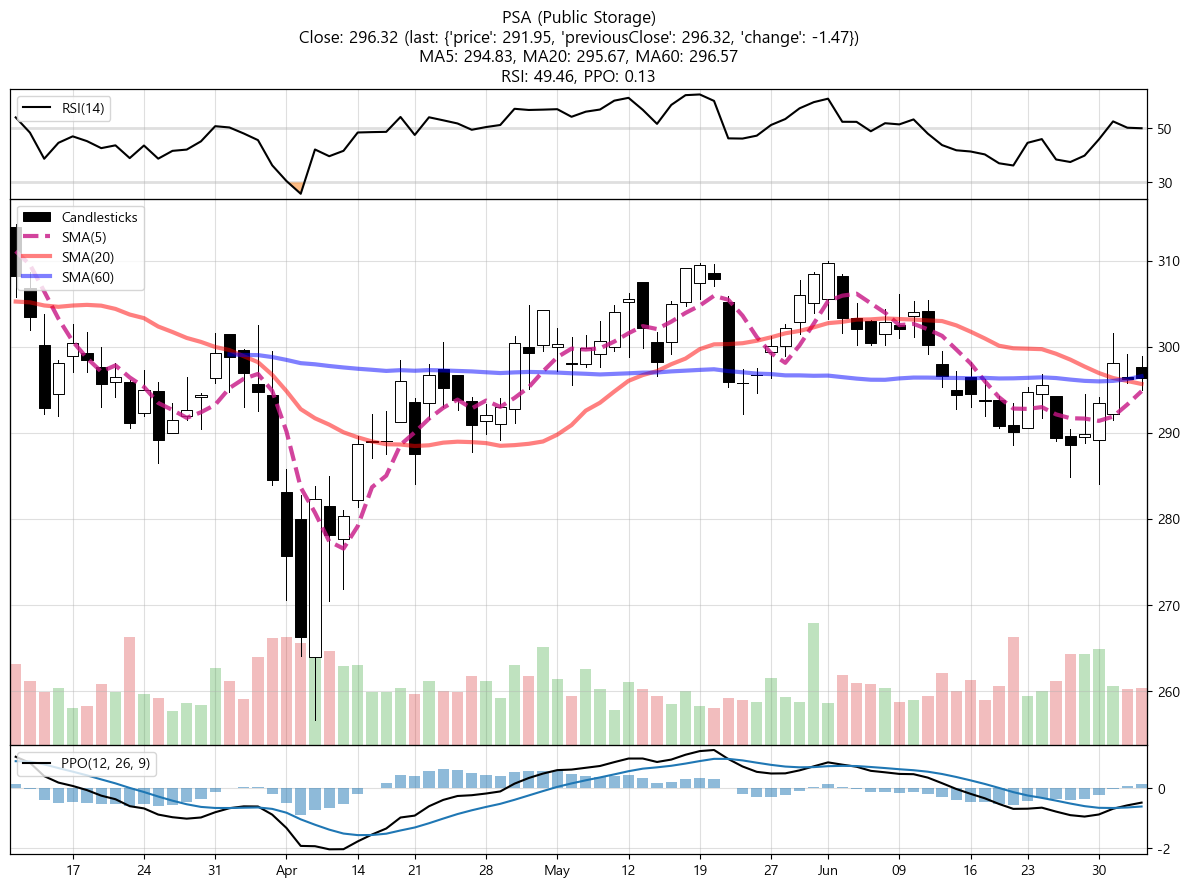 PSA (Public Storage)
Close: 296.32 (last: {'price': 291.95, 'previousClose': 296.32, 'change': -1.47})
MA5: 294.83, MA20: 295.67, MA60: 296.57
RSI: 49.46, PPO: 0.13
RSI(14)
50
30
Candlesticks
SMA(5)
SMA(20)
SMA(60)
310
300
290
280
270
260
PPO(12, 26, 9)
0
-2
17 24 31 Apr 14 21 28 May 12 19 27 Jun 09 16 23 30